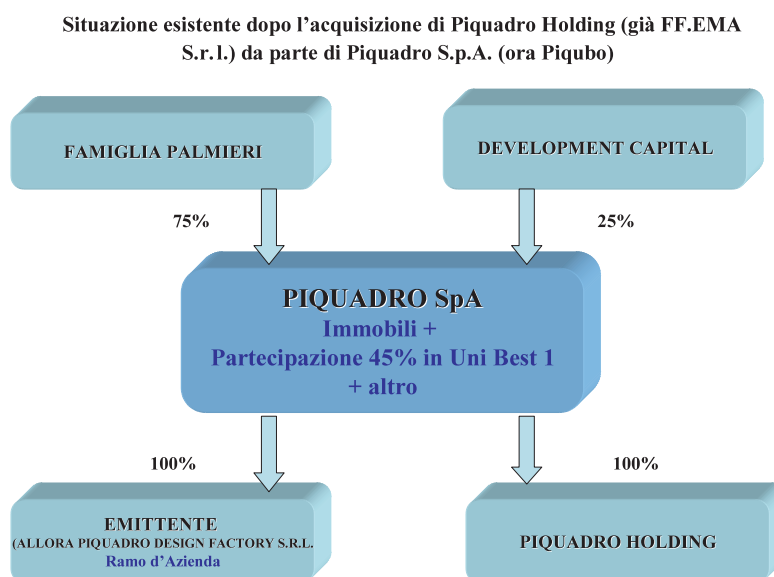 Situazione esistente dopo l'acquisizione di Piquadro Holding (già FF.EMA
S.r.l.) da parte di Piquadro S.p.A. (ora Piqubo)
FAMIGLIA PALMIERI
DEVELOPMENT CAPITAL
75%
25%
PIQUADRO SpA
Immobili +
Partecipazione 45% in Uni Best 1
+ altro
100%
100%
EMITTENTE
(ALLORA PIQUADRO DESIGN FACTORY S.R.L.
Ramo d'Azienda
PIQUADRO HOLDING